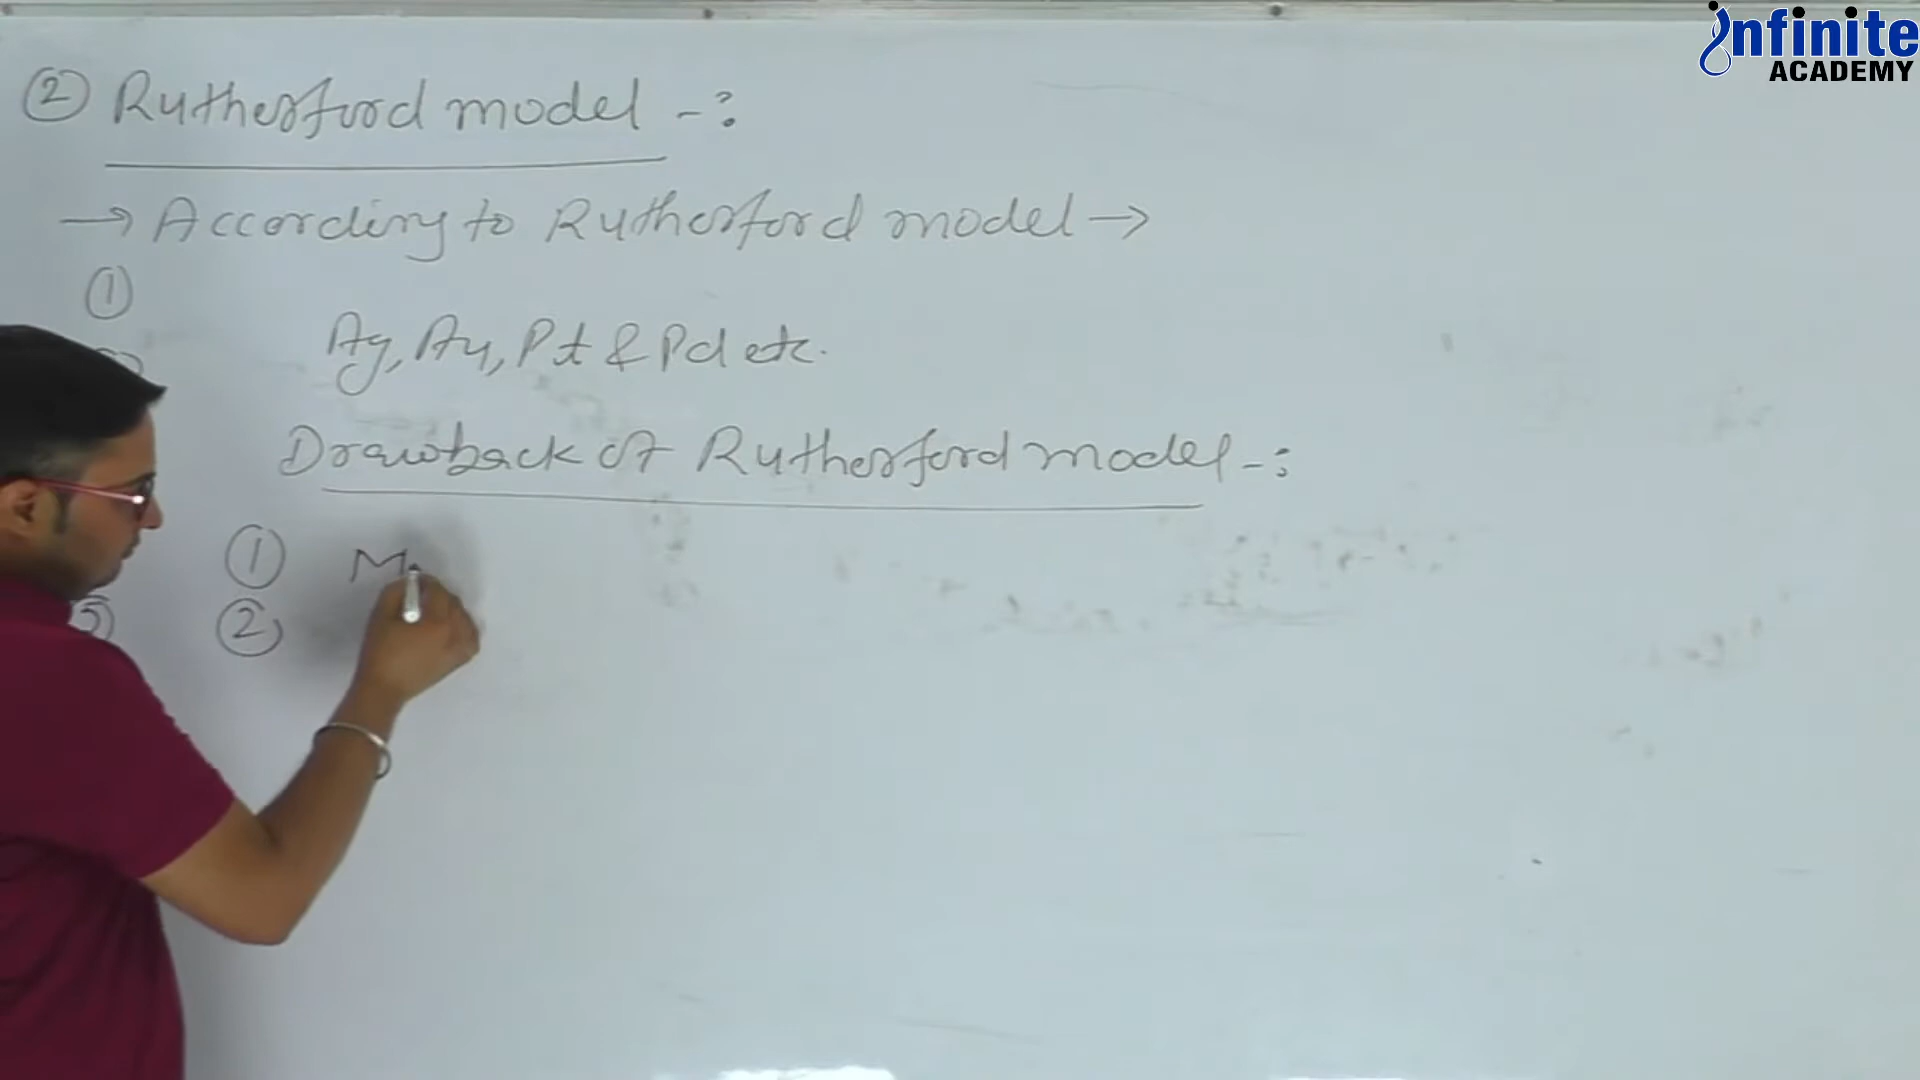 infinite
ACADEMY
② Rutherford model -:
→ According to Rutherford model →
①
Ag, Au, Pt & Pd etc.
Drawback of Rutherford model -:
① M
⑤ ②